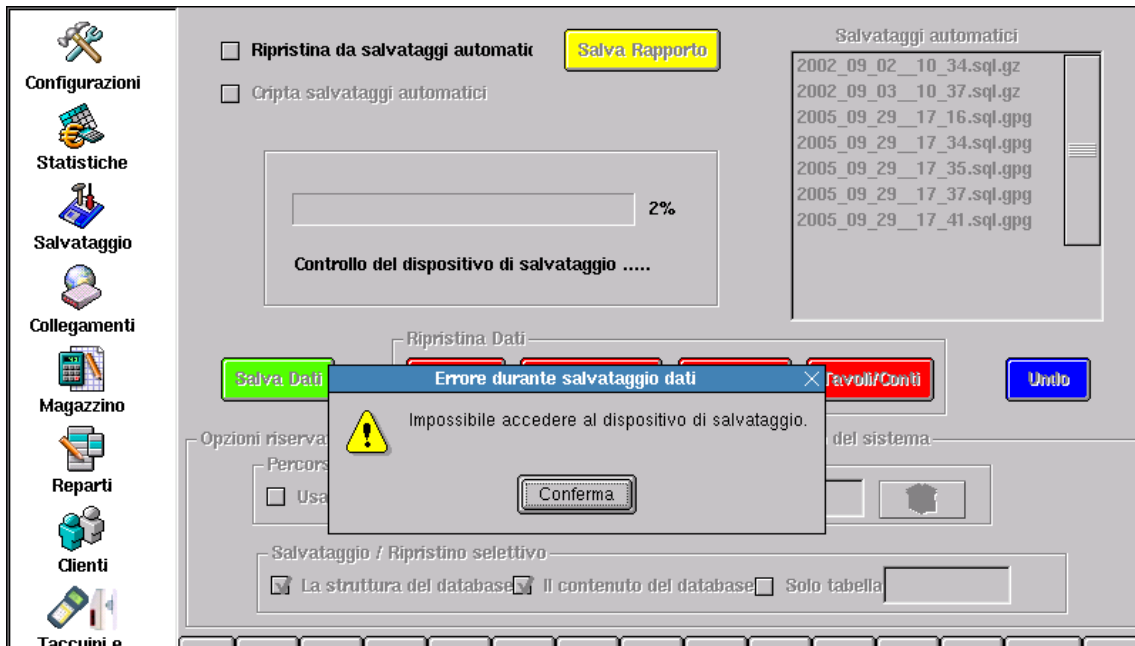 Configurazioni
Statistiche
Salvataggio
Collegamenti
Magazzino
Reparti
Clienti
Taccuini e
Ripristina da salvataggi automatic
Salva Rapporto
Cripta salvataggi automatici
Salvataggi automatici
2002_09_02__10_34.sql.gz
2002_09_03__10_37.sql.gz
2005_09_29__17_16.sql.gpg
2005_09_29__17_34.sql.gpg
2005_09_29__17_35.sql.gpg
2005_09_29__17_37.sql.gpg
2005_09_29__17_41.sql.gpg
2%
Controllo del dispositivo di salvataggio .....
Ripristina Dati
Salva Dati
Tavoli/Conti
Undo
Errore durante salvataggio dati
Impossibile accedere al dispositivo di salvataggio.
Conferma
Opzioni riserva
del sistema
Percors
Usa
Salvataggio / Ripristino selettivo
La struttura del database
Il contenuto del database
Solo tabella